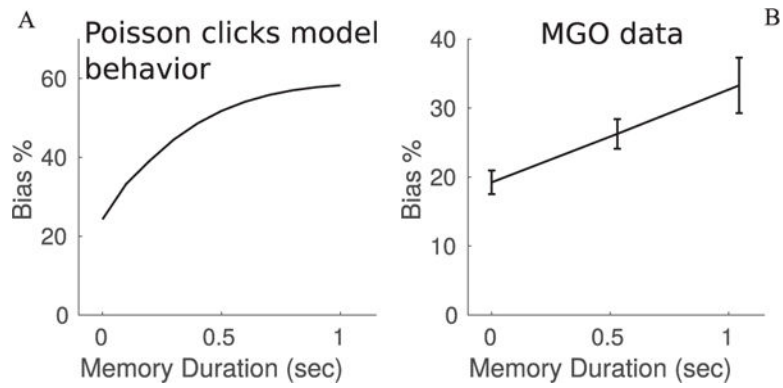 A
Poisson clicks model
behavior
Bias %
60
40
20
0
0 0.5 1
Memory Duration (sec)
B
MGO data
Bias %
40
30
20
10
0
0 0.5 1
Memory Duration (sec)